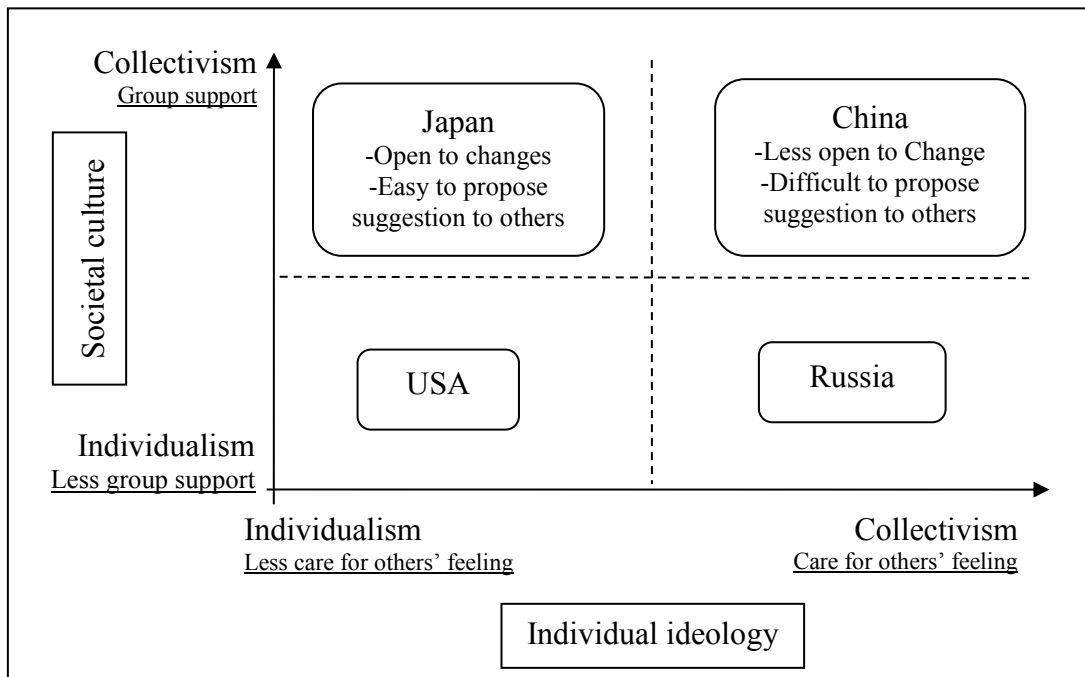 Collectivism
Group support
Societal culture
Japan
-Open to changes
-Easy to propose
suggestion to others
China
-Less open to Change
-Difficult to propose
suggestion to others
USA
Russia
Individualism
Less group support
Individualism
Less care for others’ feeling
Collectivism
Care for others’ feeling
Individual ideology